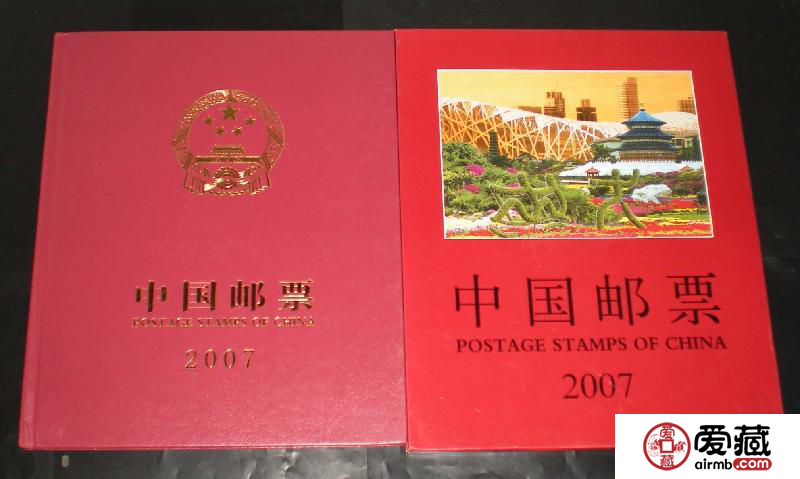 中国邮票
POSTAGE STAMPS OF CHINA
2007
中国邮票
POSTAGE STAMPS OF CHINA
2007
爱藏
airmb.com